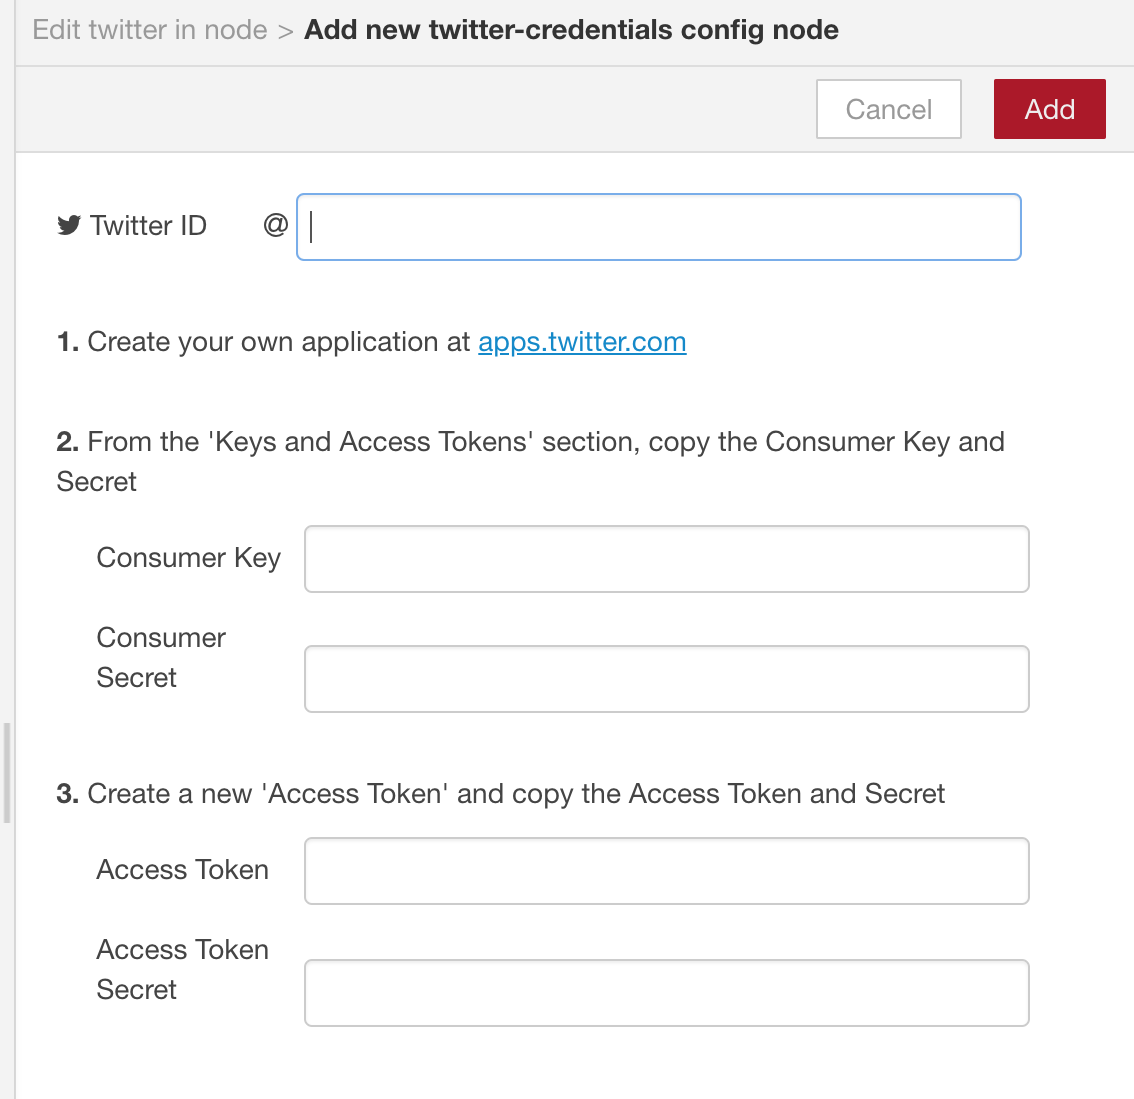 Edit twitter in node > Add new twitter-credentials config node
Cancel Add
Twitter ID @
1. Create your own application at apps.twitter.com
2. From the 'Keys and Access Tokens' section, copy the Consumer Key and
Secret
Consumer Key
Consumer
Secret
3. Create a new 'Access Token' and copy the Access Token and Secret
Access Token
Access Token
Secret